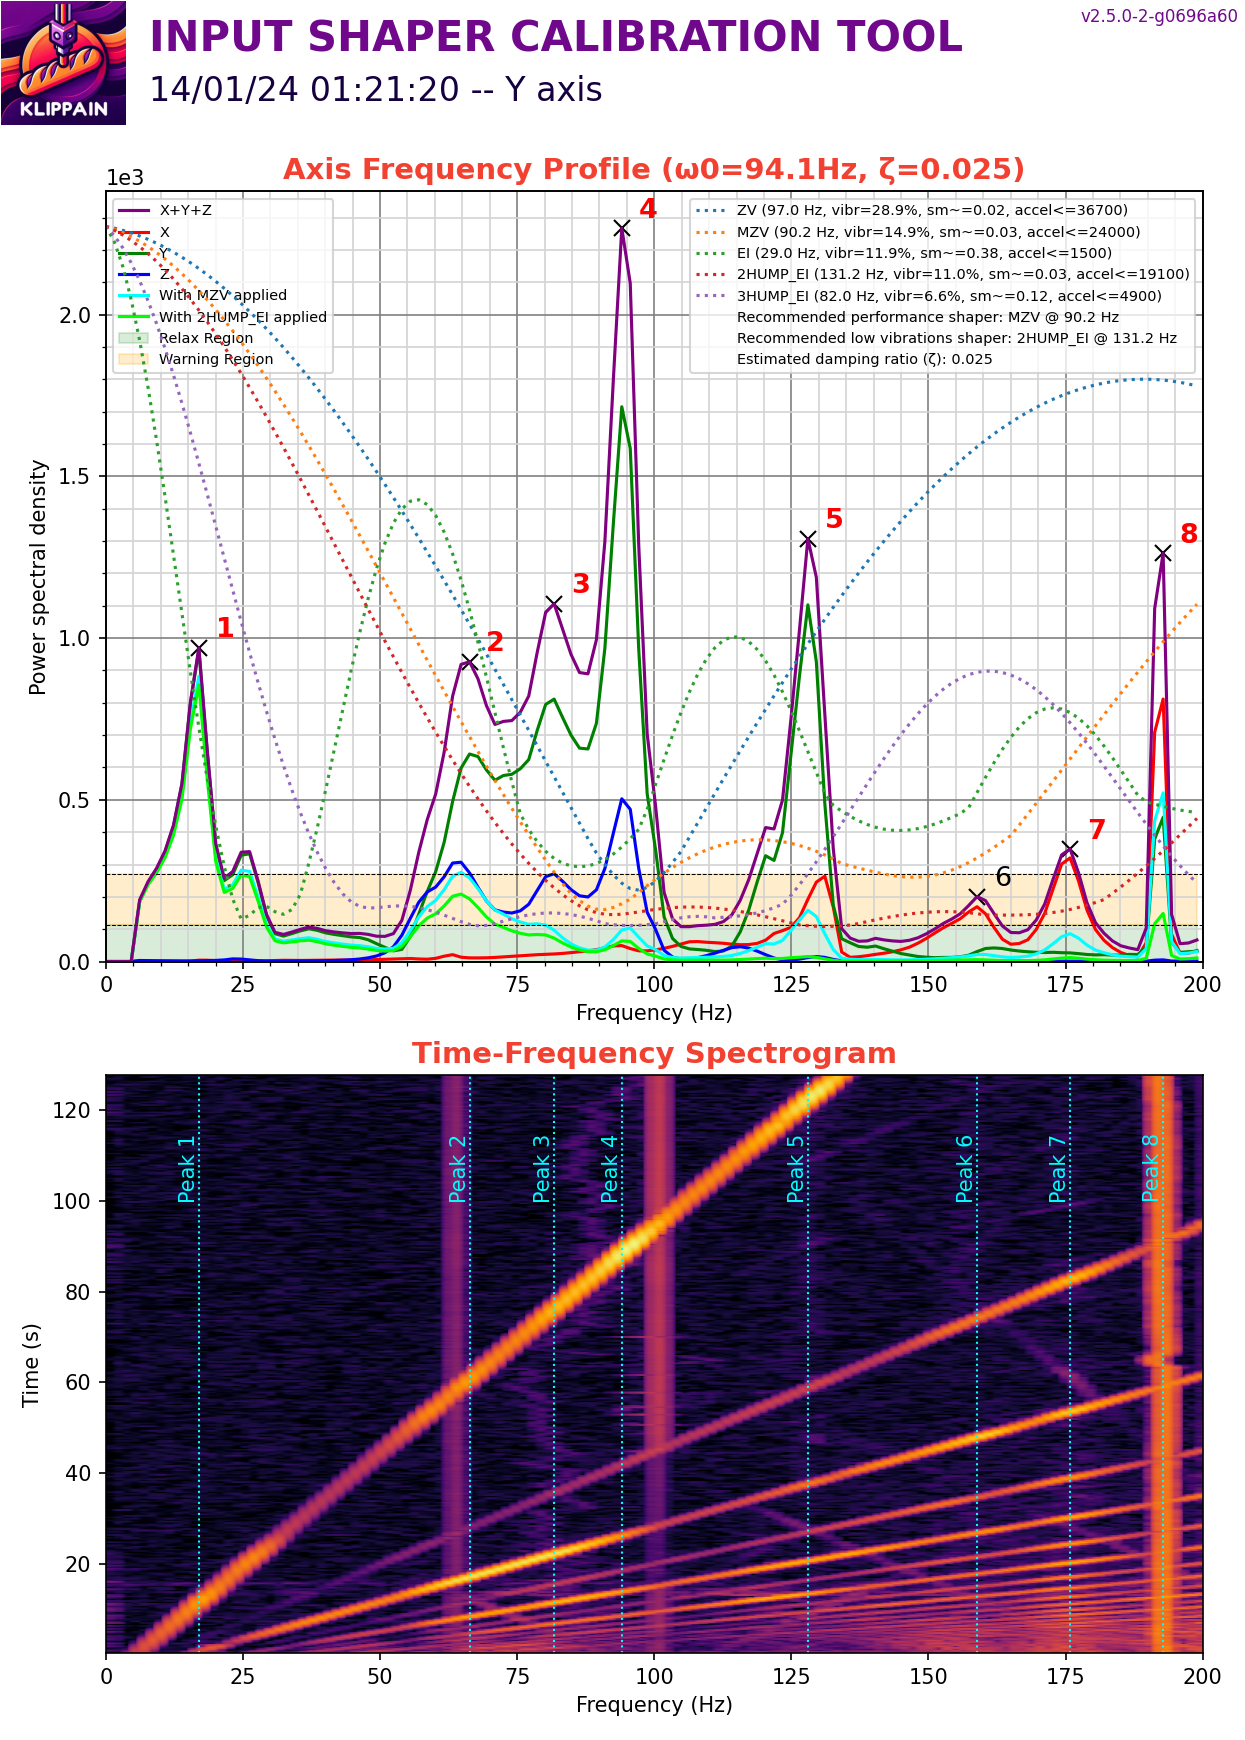 v2.5.0-2-g0696a60
INPUT SHAPER CALIBRATION TOOL
14/01/24 01:21:20 -- Y axis
KLIPPAIN
Axis Frequency Profile (ω0=94.1Hz, ζ=0.025)
1e3
X+Y+Z
X
Y
Z
With MZV applied
With 2HUMP_EI applied
Relax Region
Warning Region
ZV (97.0 Hz, vibr=28.9%, sm~=0.02, accel<=36700)
MZV (90.2 Hz, vibr=14.9%, sm~=0.03, accel<=24000)
EI (29.0 Hz, vibr=11.9%, sm~=0.38, accel<=1500)
2HUMP_EI (131.2 Hz, vibr=11.0%, sm~=0.03, accel<=19100)
3HUMP_EI (82.0 Hz, vibr=6.6%, sm~=0.12, accel<=4900)
Recommended performance shaper: MZV @ 90.2 Hz
Recommended low vibrations shaper: 2HUMP_EI @ 131.2 Hz
Estimated damping ratio (ζ): 0.025
1
2
3
4
5
6
7
8
Power spectral density
2.0
1.5
1.0
0.5
0.0
0 25 50 75 100 125 150 175 200
Frequency (Hz)
Time-Frequency Spectrogram
Time (s)
120
100
80
60
40
20
Peak 1
Peak 2
Peak 3
Peak 4
Peak 5
Peak 6
Peak 7
Peak 8
0 25 50 75 100 125 150 175 200
Frequency (Hz)